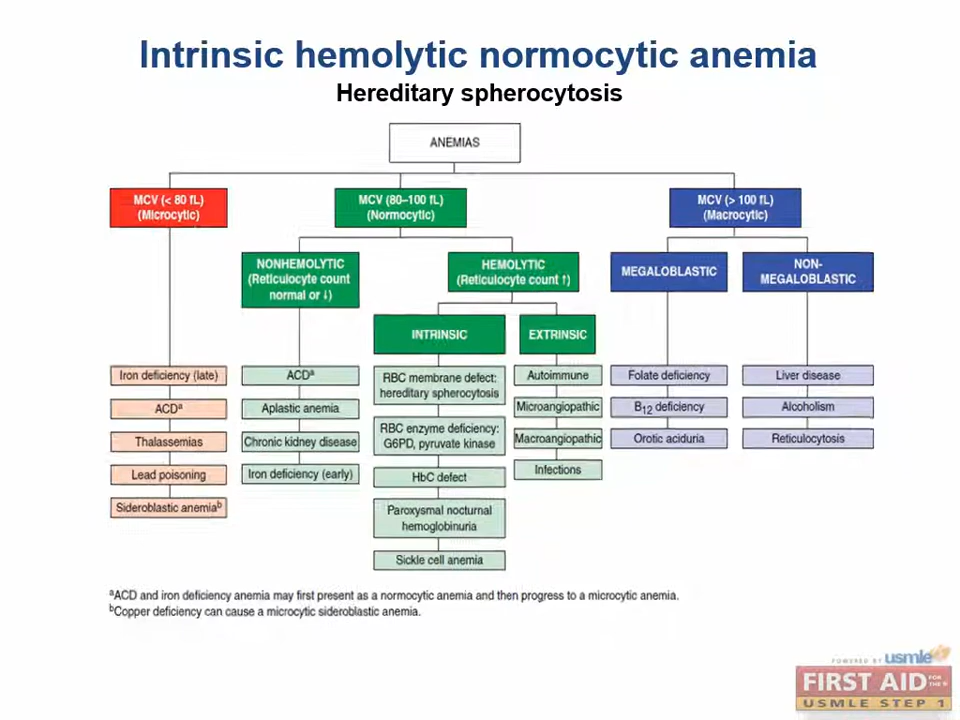 Intrinsic hemolytic normocytic anemia
Hereditary spherocytosis
ANEMIAS
MCV (< 80 fL)
(Microcytic)
MCV (80–100 fL)
(Normocytic)
MCV (> 100 fL)
(Macrocytic)
NONHEMOLYTIC
(Reticulocyte count
normal or ↓)
HEMOLYTIC
(Reticulocyte count ↑)
MEGALOBLASTIC
NON-
MEGALOBLASTIC
INTRINSIC
EXTRINSIC
Iron deficiency (late)
ACDᵃ
Thalassemias
Lead poisoning
Sideroblastic anemiaᵇ
ACDᵃ
Aplastic anemia
Chronic kidney disease
Iron deficiency (early)
RBC membrane defect:
hereditary spherocytosis
RBC enzyme deficiency:
G6PD, pyruvate kinase
HbC defect
Paroxysmal nocturnal
hemoglobinuria
Sickle cell anemia
Autoimmune
Microangiopathic
Macroangiopathic
Infections
Folate deficiency
B₁₂ deficiency
Orotic aciduria
Liver disease
Alcoholism
Reticulocytosis
ᵃACD and iron deficiency anemia may first present as a normocytic anemia and then progress to a microcytic anemia.
ᵇCopper deficiency can cause a microcytic sideroblastic anemia.
POWERED BY usmle
FIRST AID FOR THE
USMLE STEP 1